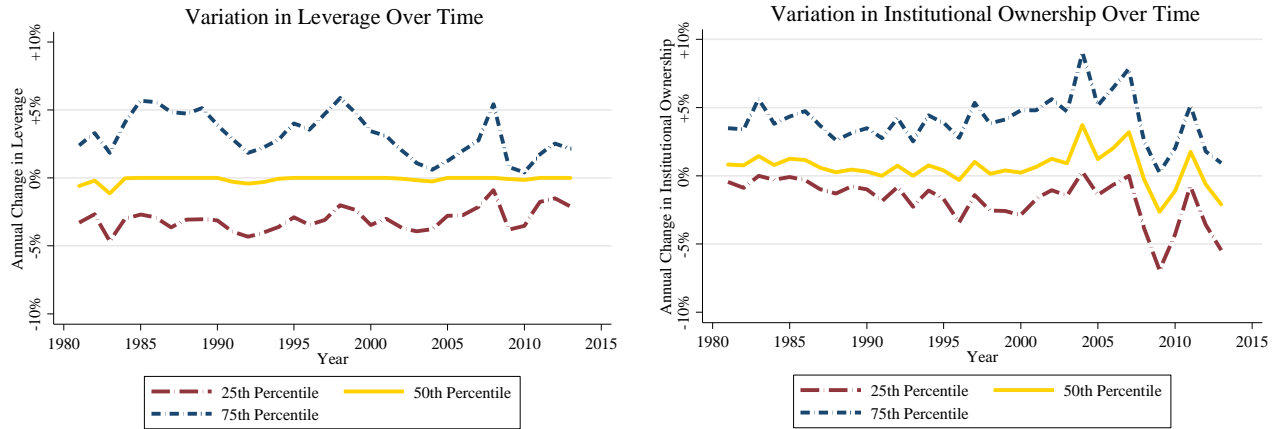 Variation in Leverage Over Time
Annual Change in Leverage
+10%
+5%
0%
-5%
-10%
1980 1985 1990 1995 2000 2005 2010 2015
Year
25th Percentile 50th Percentile
75th Percentile
Variation in Institutional Ownership Over Time
Annual Change in Institutional Ownership
+10%
+5%
0%
-5%
-10%
1980 1985 1990 1995 2000 2005 2010 2015
Year
25th Percentile 50th Percentile
75th Percentile